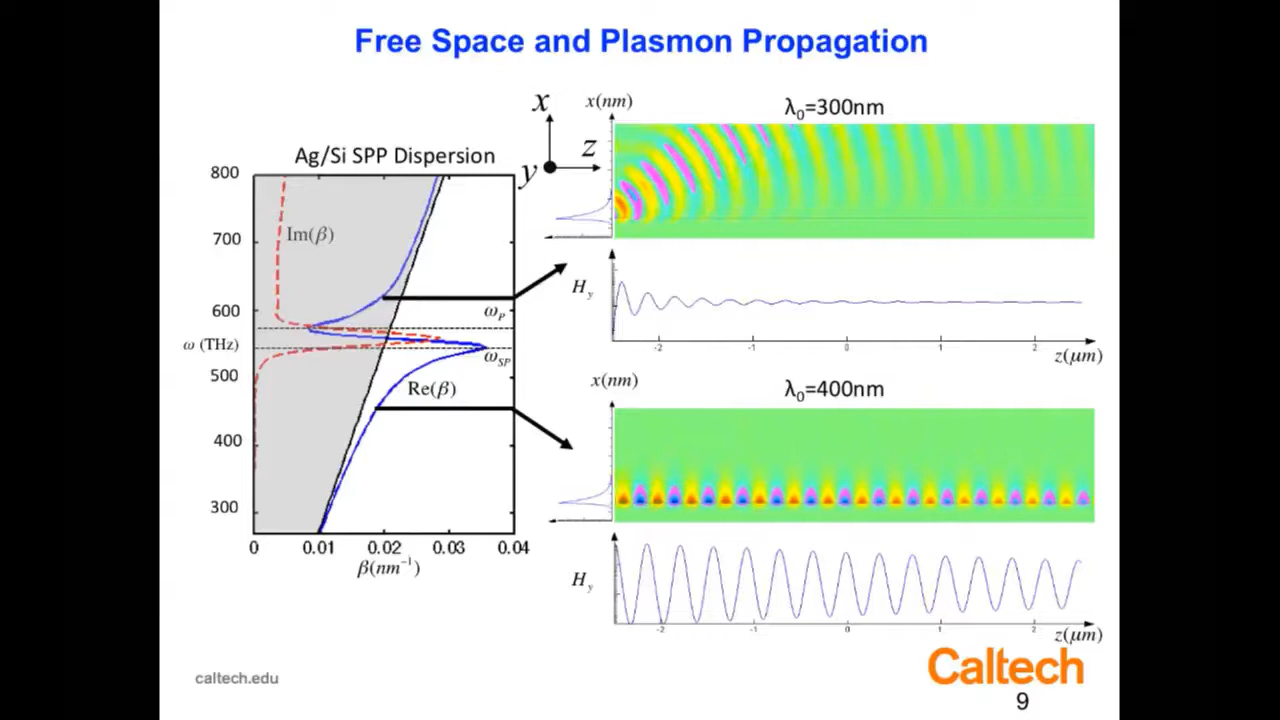 Free Space and Plasmon Propagation
Ag/Si SPP Dispersion
800
700
600
ω (THz)
500
400
300
Im(β)
ω_P
ω_SP
Re(β)
0 0.01 0.02 0.03 0.04
β(nm⁻¹)
x
z
y
x(nm)
λ₀=300nm
H_y
-2 -1 0 1 2
z(μm)
x(nm)
λ₀=400nm
H_y
-2 -1 0 1 2
z(μm)
caltech.edu
Caltech
9